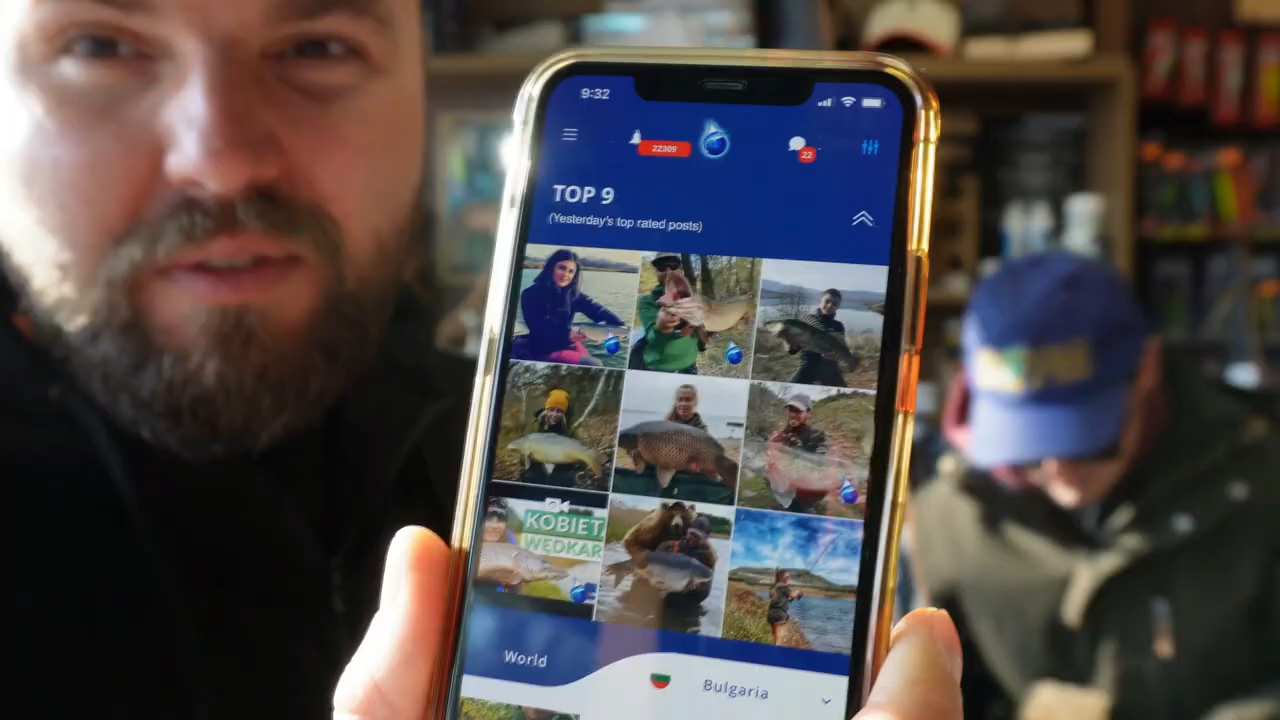 9:32
22309
22
TOP 9
(Yesterday's top rated posts)
KOBIET
WĘDKAR
World
Bulgaria